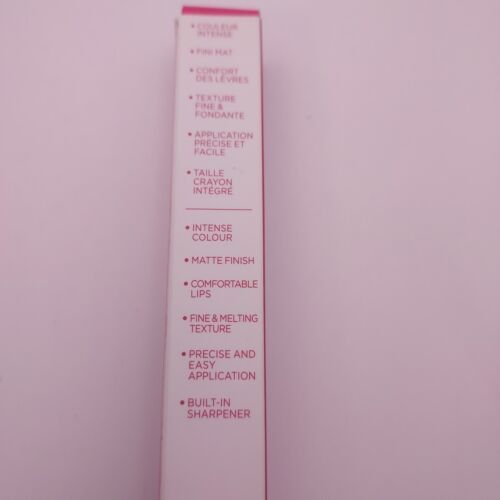 • COULEUR
INTENSE
• FINI MAT
• CONFORT
DES LÈVRES
• TEXTURE
FINE &
FONDANTE
• APPLICATION
PRÉCISE ET
FACILE
• TAILLE
CRAYON
INTÉGRÉ
• INTENSE
COLOUR
• MATTE FINISH
• COMFORTABLE
LIPS
• FINE & MELTING
TEXTURE
• PRECISE AND
EASY
APPLICATION
• BUILT-IN
SHARPENER